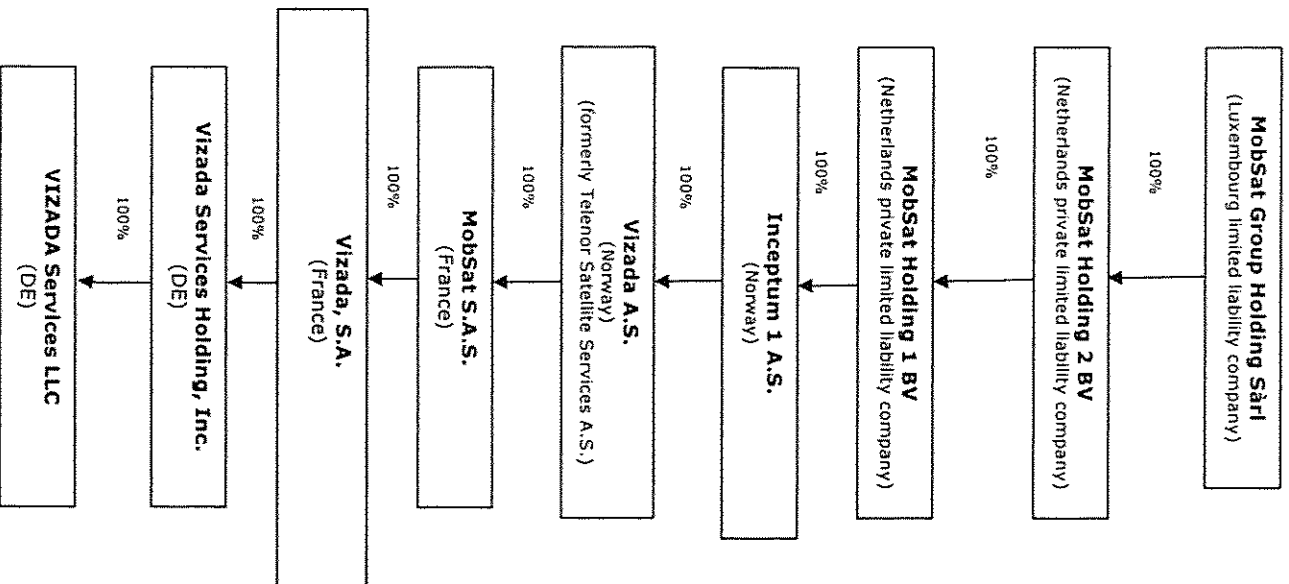 MobSat Group Holding Sàrl
(Luxembourg limited liability company)
100%
MobSat Holding 2 BV
(Netherlands private limited liability company)
100%
MobSat Holding 1 BV
(Netherlands private limited liability company)
100%
Inceptum 1 A.S.
(Norway)
100%
Vizada A.S.
(Norway)
(formerly Telenor Satellite Services A.S.)
100%
MobSat S.A.S.
(France)
100%
Vizada, S.A.
(France)
100%
Vizada Services Holding, Inc.
(DE)
100%
VIZADA Services LLC
(DE)